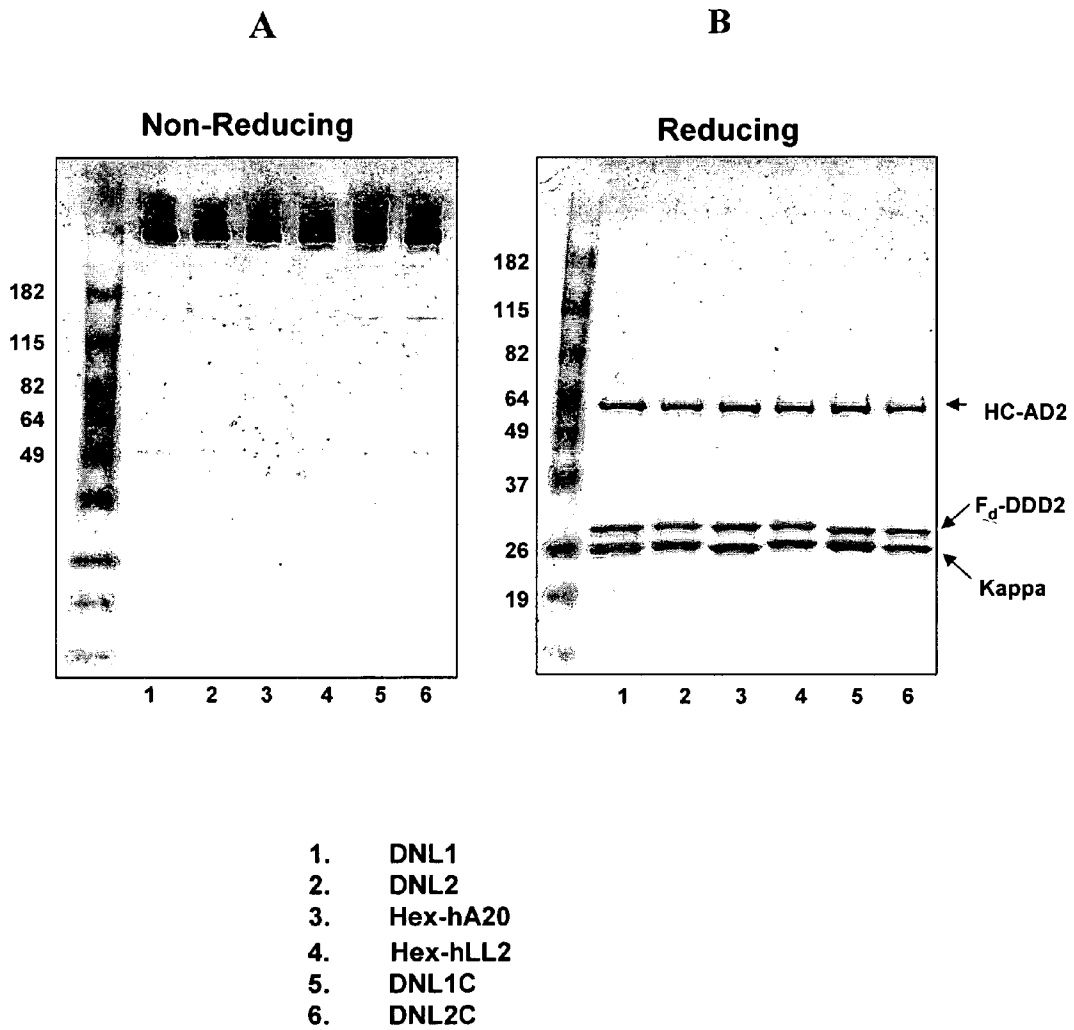 A
B
Non-Reducing
Reducing
182
115
82
64
49
1 2 3 4 5 6
182
115
82
64
49
37
26
19
HC-AD2
Fd-DDD2
Kappa
1 2 3 4 5 6
1. DNL1
2. DNL2
3. Hex-hA20
4. Hex-hLL2
5. DNL1C
6. DNL2C